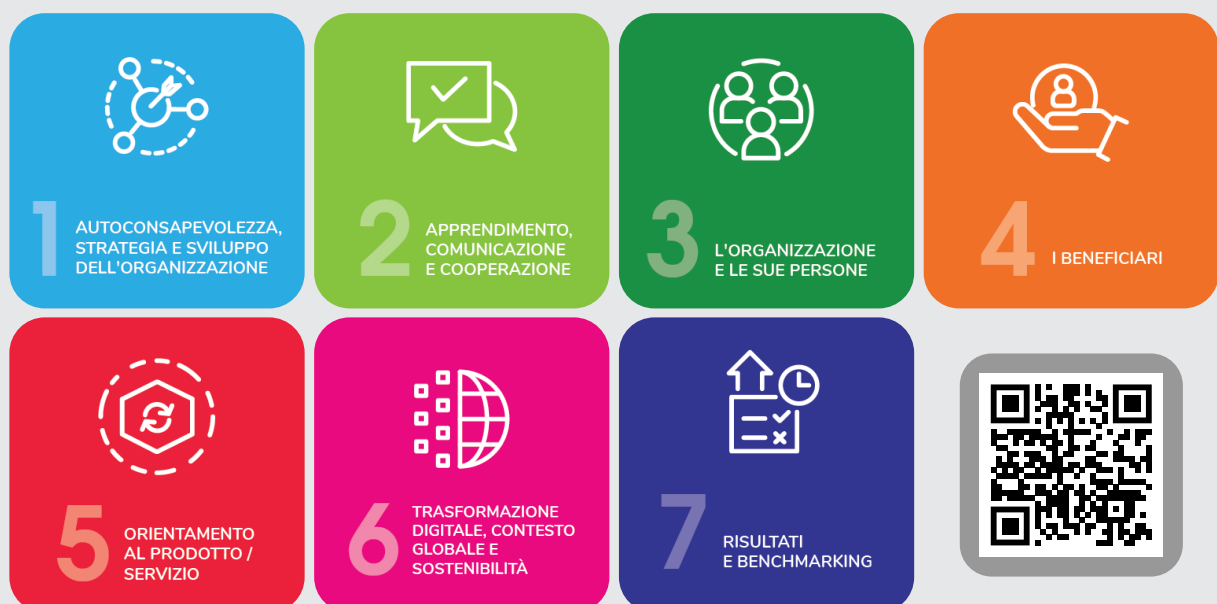 1
AUTOCONSAPEVOLEZZA,
STRATEGIA E SVILUPPO
DELL'ORGANIZZAZIONE
2
APPRENDIMENTO,
COMUNICAZIONE
E COOPERAZIONE
3
L'ORGANIZZAZIONE
E LE SUE PERSONE
4
I BENEFICIARI
5
ORIENTAMENTO
AL PRODOTTO /
SERVIZIO
6
TRASFORMAZIONE
DIGITALE, CONTESTO
GLOBALE E
SOSTENIBILITÀ
7
RISULTATI
E BENCHMARKING